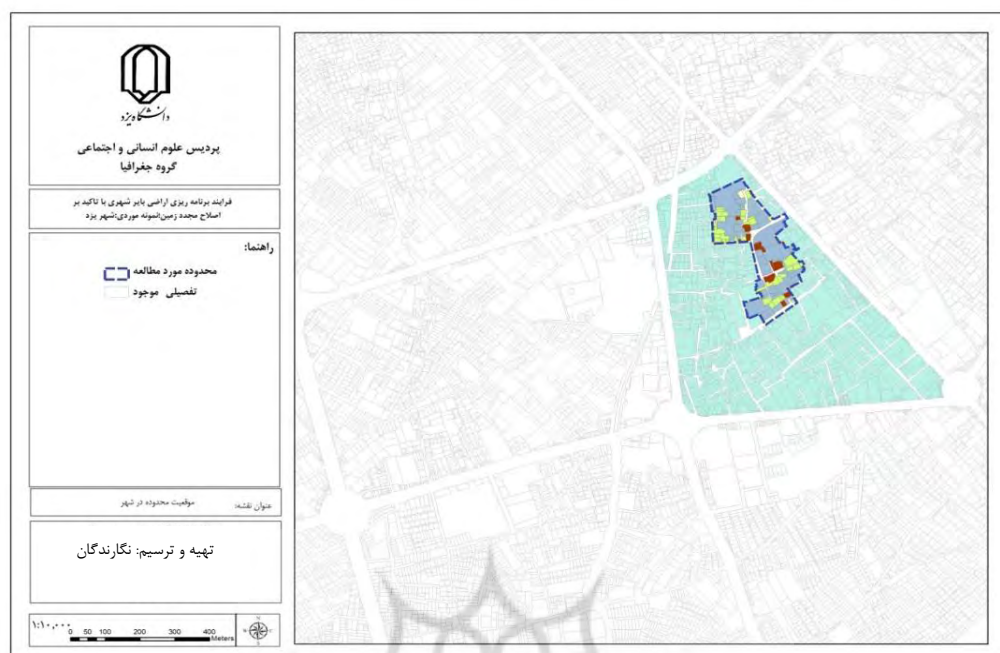 دانشگاه یزد
پردیس علوم انسانی و اجتماعی
گروه جغرافیا
فرایند برنامه ریزی اراضی بایر شهری با تاکید بر
اصلاح مجدد زمین؛نمونه موردی:شهر یزد
راهنما:
محدوده مورد مطالعه
تفصیلی موجود
عنوان نقشه: موقعیت محدوده در شهر
تهیه و ترسیم: نگارندگان
۱:۱۰,۰۰۰
0 50 100 200 300 400 Meters